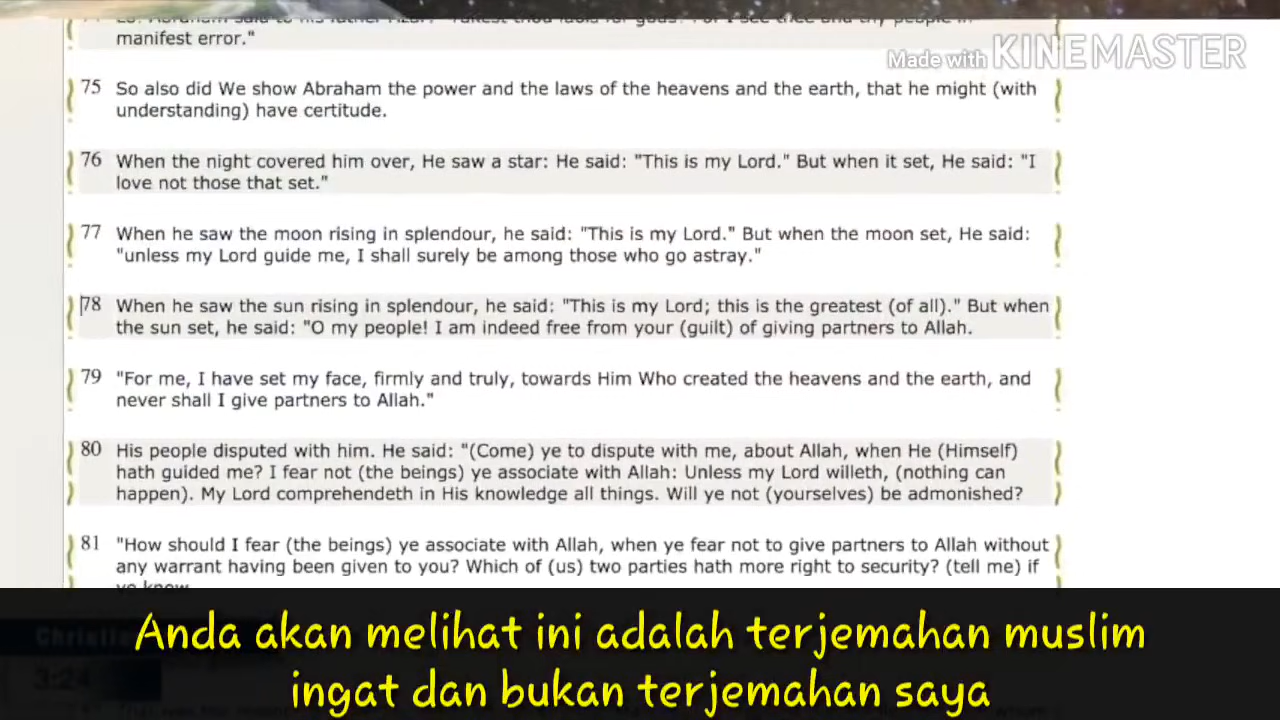 manifest error."
Made with KINEMASTER
75 So also did We show Abraham the power and the laws of the heavens and the earth, that he might (with
understanding) have certitude.
76 When the night covered him over, He saw a star: He said: "This is my Lord." But when it set, He said: "I
love not those that set."
77 When he saw the moon rising in splendour, he said: "This is my Lord." But when the moon set, He said:
"unless my Lord guide me, I shall surely be among those who go astray."
78 When he saw the sun rising in splendour, he said: "This is my Lord; this is the greatest (of all)." But when
the sun set, he said: "O my people! I am indeed free from your (guilt) of giving partners to Allah.
79 "For me, I have set my face, firmly and truly, towards Him Who created the heavens and the earth, and
never shall I give partners to Allah."
80 His people disputed with him. He said: "(Come) ye to dispute with me, about Allah, when He (Himself)
hath guided me? I fear not (the beings) ye associate with Allah: Unless my Lord willeth, (nothing can
happen). My Lord comprehendeth in His knowledge all things. Will ye not (yourselves) be admonished?
81 "How should I fear (the beings) ye associate with Allah, when ye fear not to give partners to Allah without
any warrant having been given to you? Which of (us) two parties hath more right to security? (tell me) if
ye know.
Anda akan melihat ini adalah terjemahan muslim
ingat dan bukan terjemahan saya